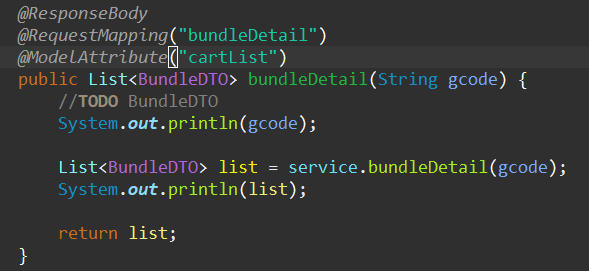 @ResponseBody
@RequestMapping("bundleDetail")
@ModelAttribute("cartList")
public List<BundleDTO> bundleDetail(String gcode) {
    //TODO BundleDTO
    System.out.println(gcode);

    List<BundleDTO> list = service.bundleDetail(gcode);
    System.out.println(list);

    return list;
}